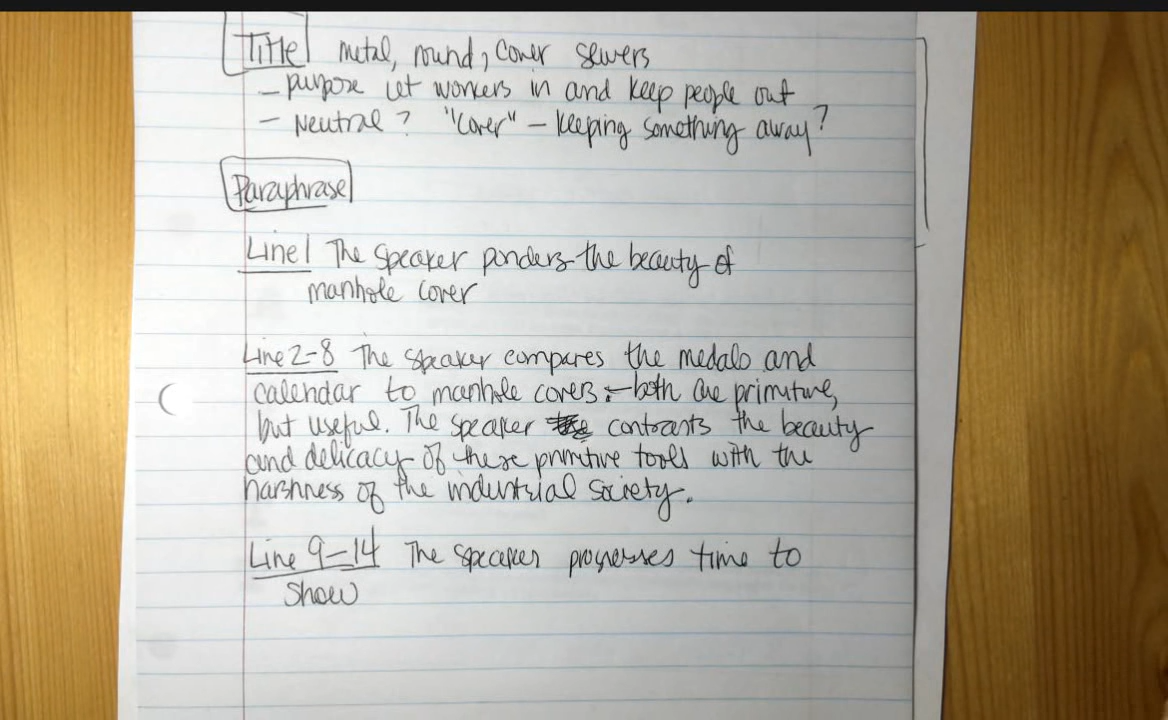 Title metal, round, cover sewers
- purpose let workers in and keep people out
- Neutral? "Cover" - keeping something away?
Paraphrase
Line 1 The speaker ponders the beauty of
manhole cover
Line 2-8 The speaker compares the medals and
calendar to manhole covers - both are primitive,
but useful. The speaker contrasts the beauty
and delicacy of these primitive tools with the
harshness of the industrial society.
Line 9-14 The speaker progresses time to
show